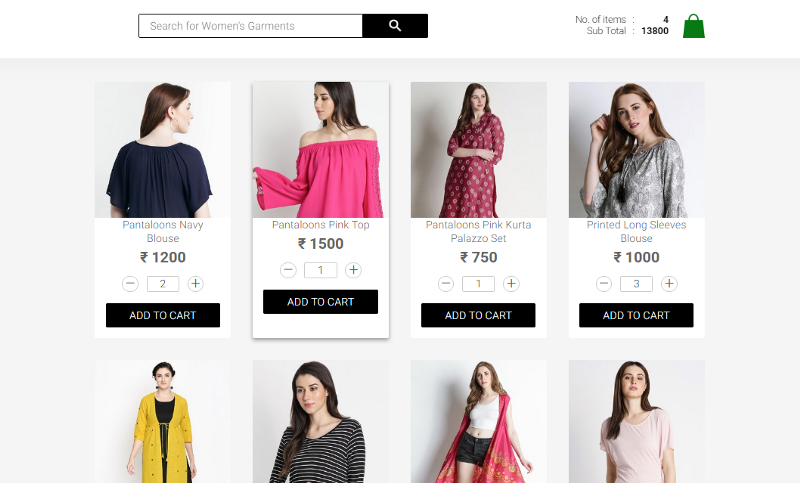 Search for Women's Garments
No. of items : 4
Sub Total : 13800
Pantaloons Navy
Blouse
₹ 1200
2
ADD TO CART
Pantaloons Pink Top
₹ 1500
1
ADD TO CART
Pantaloons Pink Kurta
Palazzo Set
₹ 750
1
ADD TO CART
Printed Long Sleeves
Blouse
₹ 1000
3
ADD TO CART